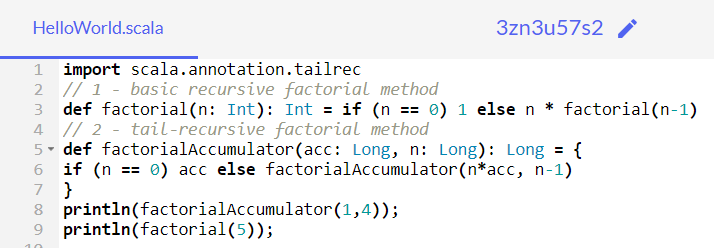 HelloWorld.scala 3zn3u57s2
1 import scala.annotation.tailrec
2 // 1 - basic recursive factorial method
3 def factorial(n: Int): Int = if (n == 0) 1 else n * factorial(n-1)
4 // 2 - tail-recursive factorial method
5 def factorialAccumulator(acc: Long, n: Long): Long = {
6 if (n == 0) acc else factorialAccumulator(n*acc, n-1)
7 }
8 println(factorialAccumulator(1,4));
9 println(factorial(5));
10